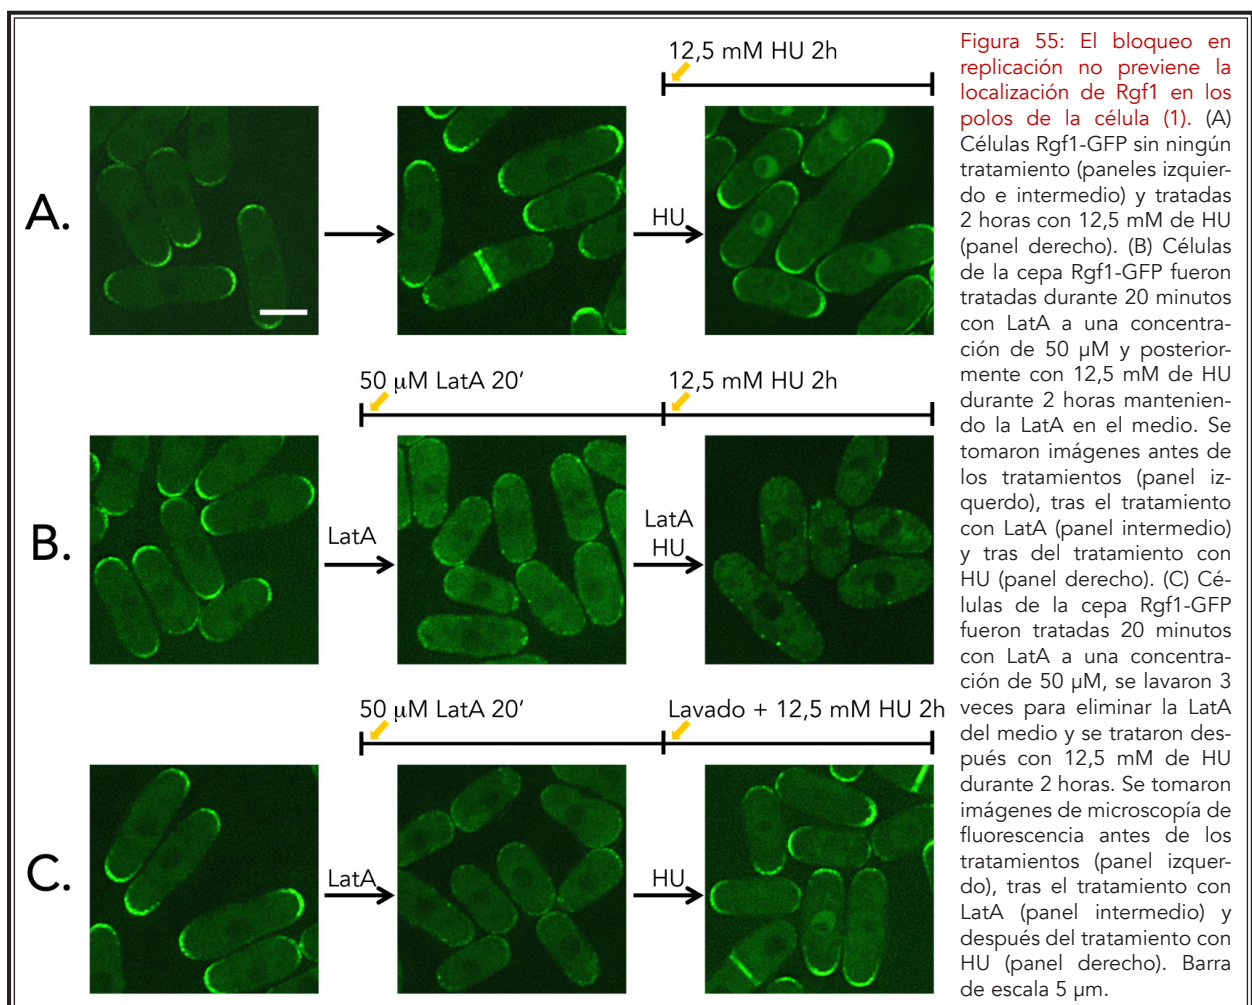 12,5 mM HU 2h
A.
HU
50 μM LatA 20’
12,5 mM HU 2h
B.
LatA
LatA
HU
50 μM LatA 20’
Lavado + 12,5 mM HU 2h
C.
LatA
HU
Figura 55: El bloqueo en
replicación no previene la
localización de Rgf1 en los
polos de la célula (1). (A)
Células Rgf1-GFP sin ningún
tratamiento (paneles izquier-
do e intermedio) y tratadas
2 horas con 12,5 mM de HU
(panel derecho). (B) Células
de la cepa Rgf1-GFP fueron
tratadas durante 20 minutos
con LatA a una concentra-
ción de 50 µM y posterior-
mente con 12,5 mM de HU
durante 2 horas mantenien-
do la LatA en el medio. Se
tomaron imágenes antes de
los tratamientos (panel iz-
querdo), tras el tratamiento
con LatA (panel intermedio)
y tras del tratamiento con
HU (panel derecho). (C) Cé-
lulas de la cepa Rgf1-GFP
fueron tratadas 20 minutos
con LatA a una concentra-
ción de 50 µM, se lavaron 3
veces para eliminar la LatA
del medio y se trataron des-
pués con 12,5 mM de HU
durante 2 horas. Se tomaron
imágenes de microscopía de
fluorescencia antes de los
tratamientos (panel izquer-
do), tras el tratamiento con
LatA (panel intermedio) y
después del tratamiento con
HU (panel derecho). Barra
de escala 5 µm.